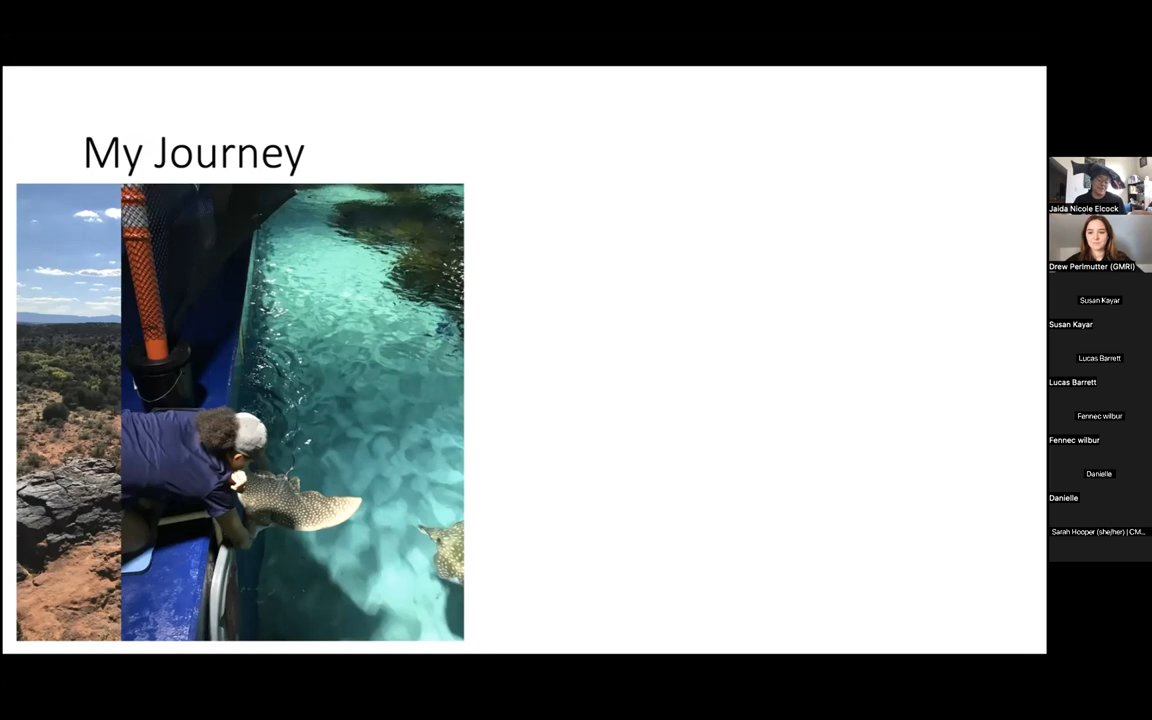 My Journey
Jaida Nicole Elcock
Drew Perlmutter (GMRI)
Susan Kayar
Susan Kayar
Lucas Barrett
Lucas Barrett
Fennec wilbur
Fennec wilbur
Danielle
Danielle
Sarah Hooper (she/her) | CM...